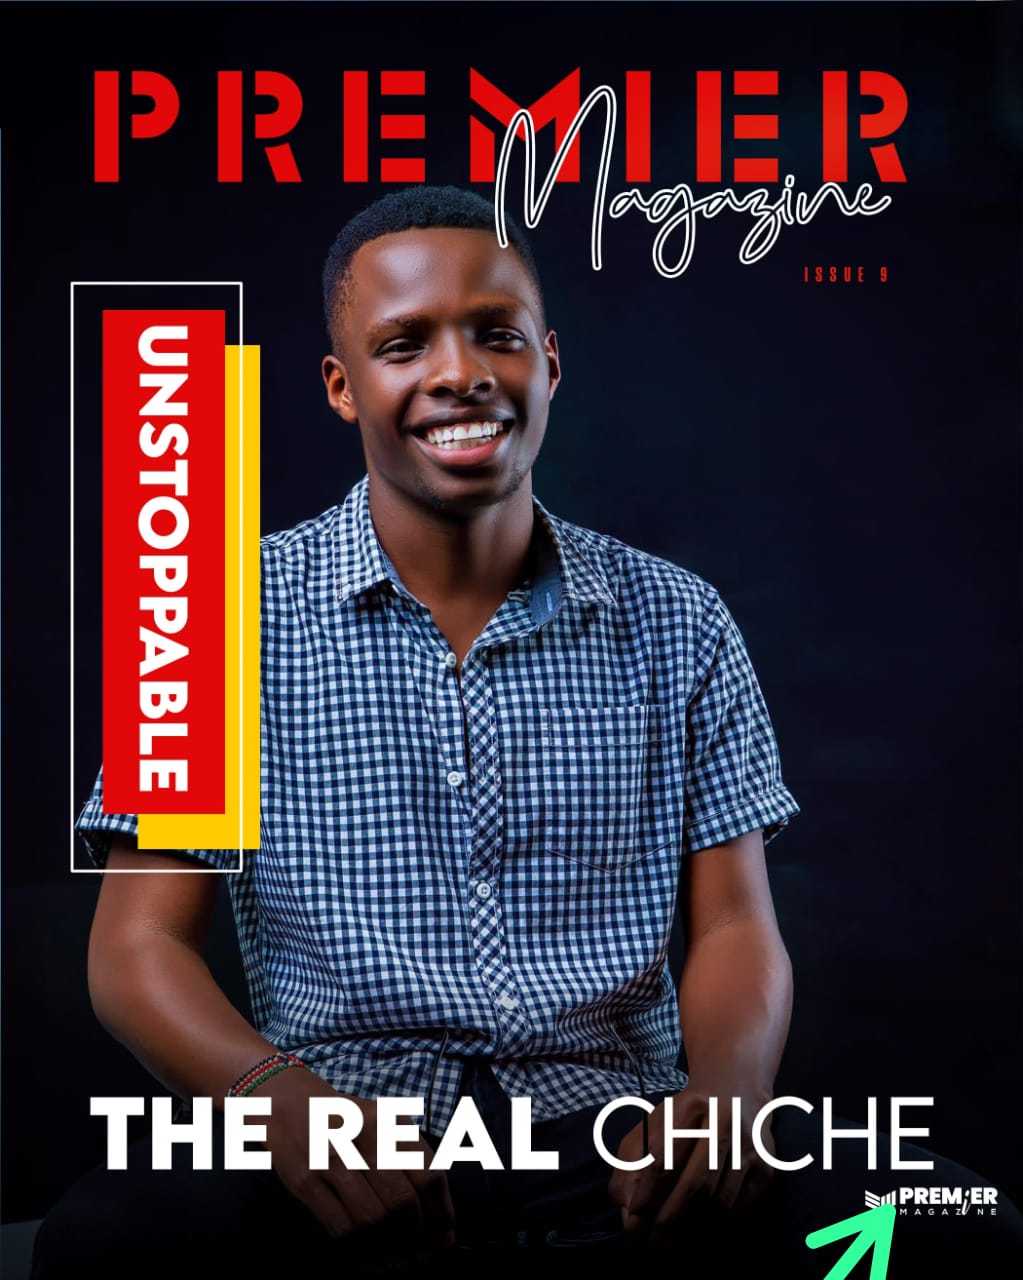 PREMIER
Magazine
ISSUE 9
UNSTOPPABLE
THE REAL CHICHE
PREMiER
MAGAZINE